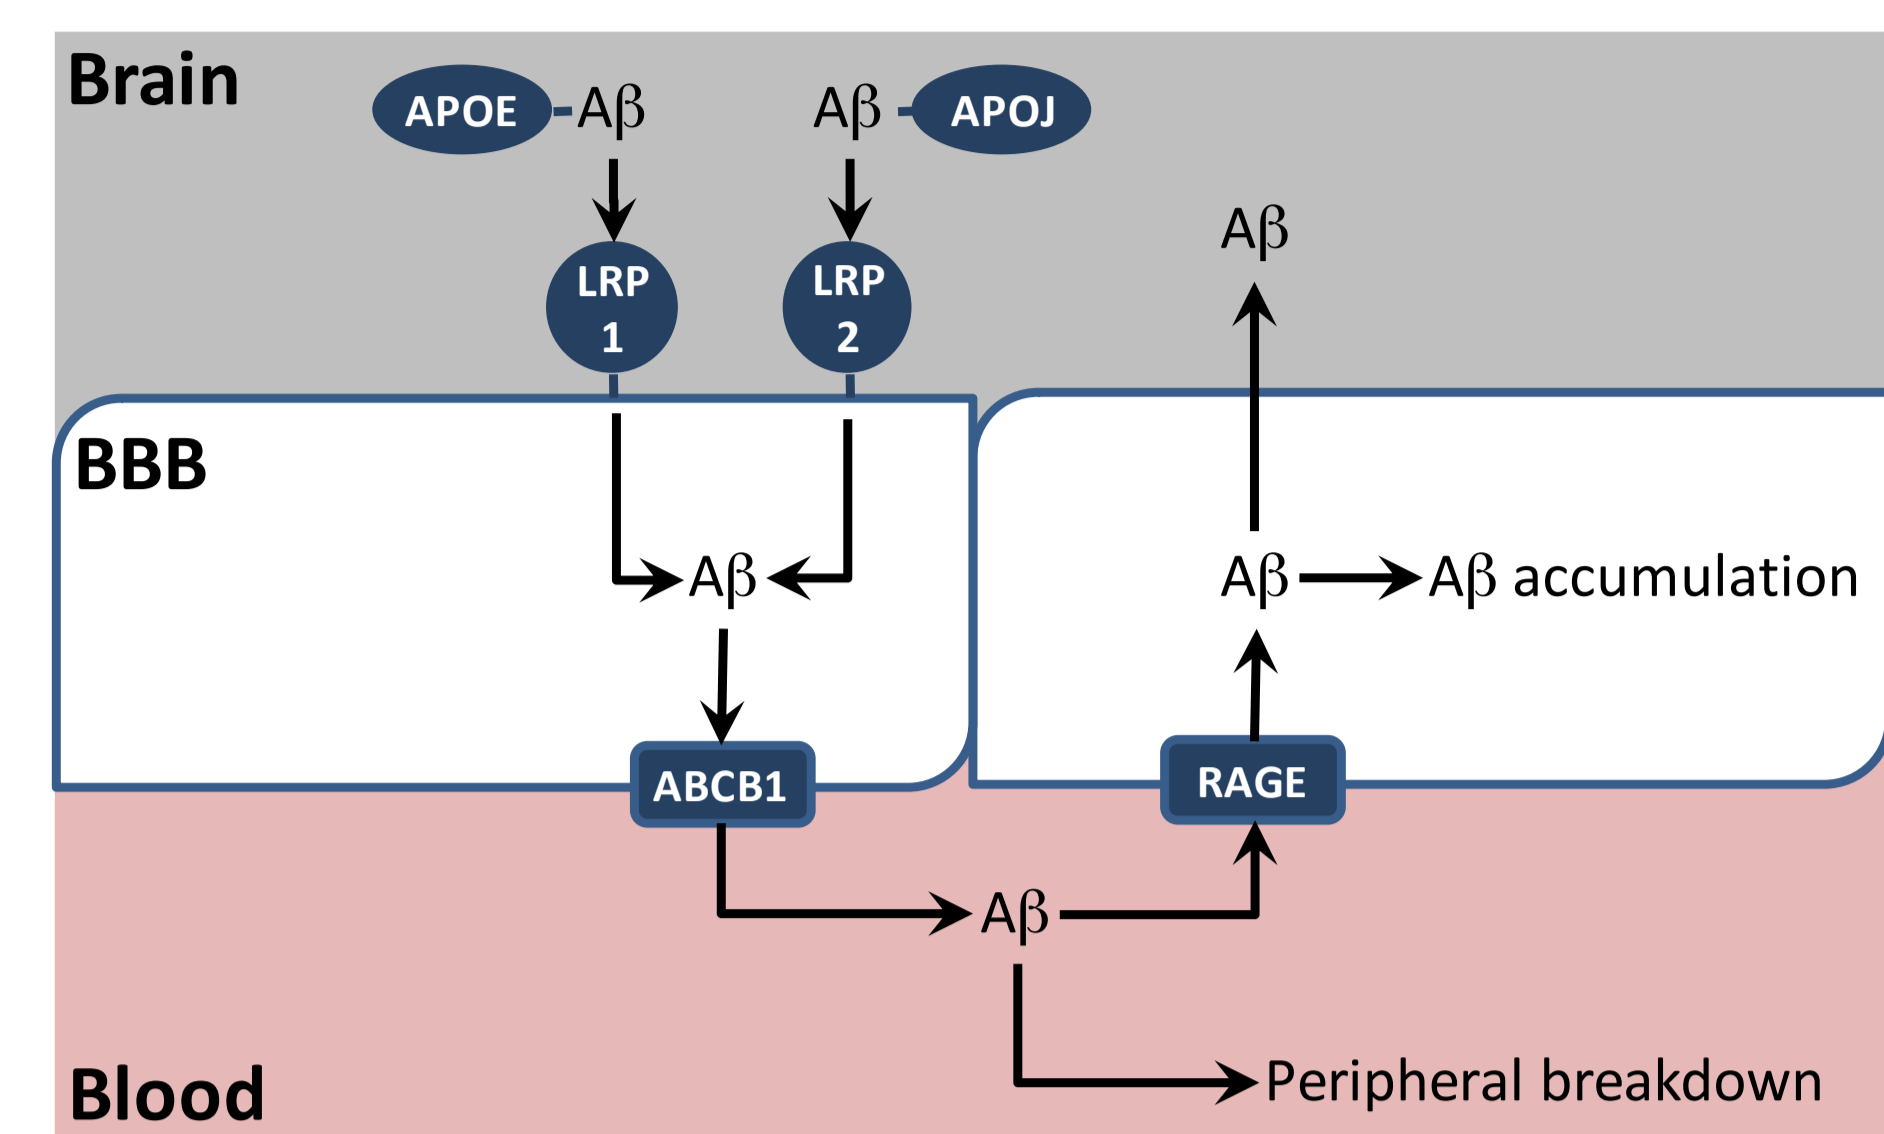 Brain
APOE Aβ
Aβ APOJ
LRP
1
LRP
2
Aβ
BBB
Aβ
Aβ
Aβ accumulation
ABCB1
RAGE
Aβ
Peripheral breakdown
Blood